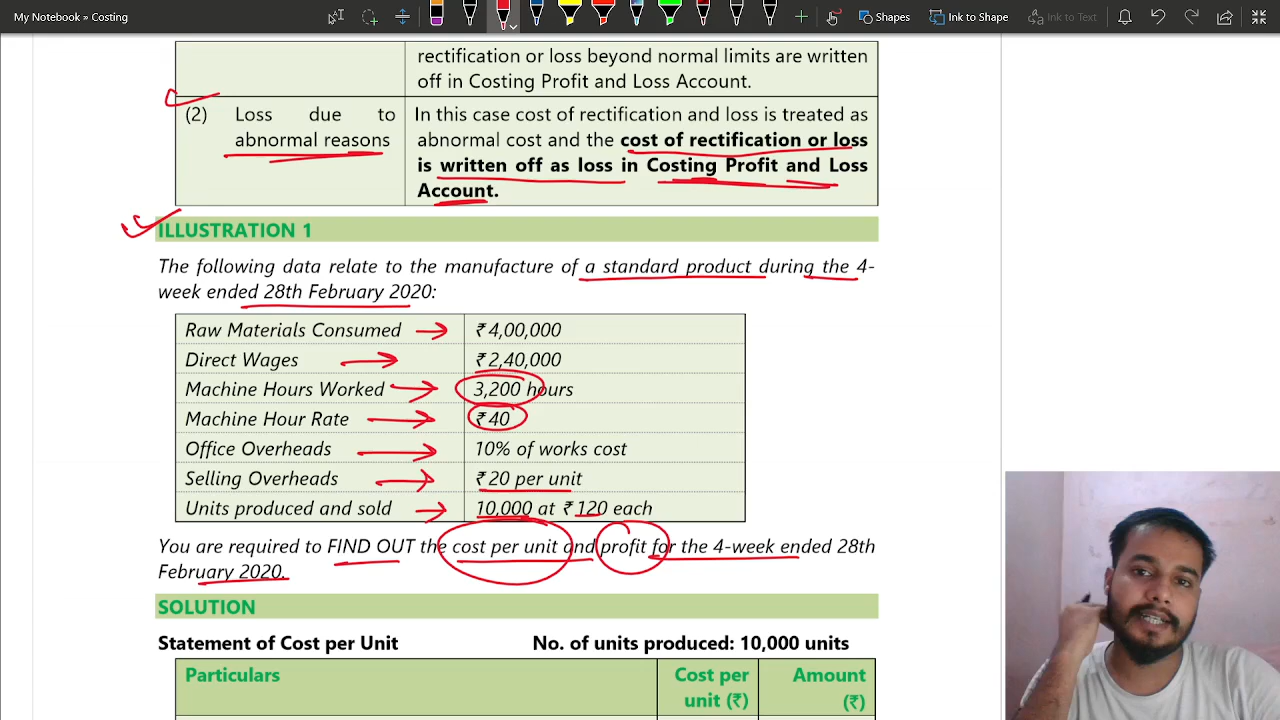 My Notebook » Costing
Shapes
Ink to Shape
Ink to Text
rectification or loss beyond normal limits are written
off in Costing Profit and Loss Account.
(2) Loss due to
abnormal reasons
In this case cost of rectification and loss is treated as
abnormal cost and the cost of rectification or loss
is written off as loss in Costing Profit and Loss
Account.
ILLUSTRATION 1
The following data relate to the manufacture of a standard product during the 4-
week ended 28th February 2020:
Raw Materials Consumed ₹4,00,000
Direct Wages ₹2,40,000
Machine Hours Worked 3,200 hours
Machine Hour Rate ₹40
Office Overheads 10% of works cost
Selling Overheads ₹20 per unit
Units produced and sold 10,000 at ₹120 each
You are required to FIND OUT the cost per unit and profit for the 4-week ended 28th
February 2020.
SOLUTION
Statement of Cost per Unit No. of units produced: 10,000 units
Particulars Cost per Amount
unit (₹) (₹)